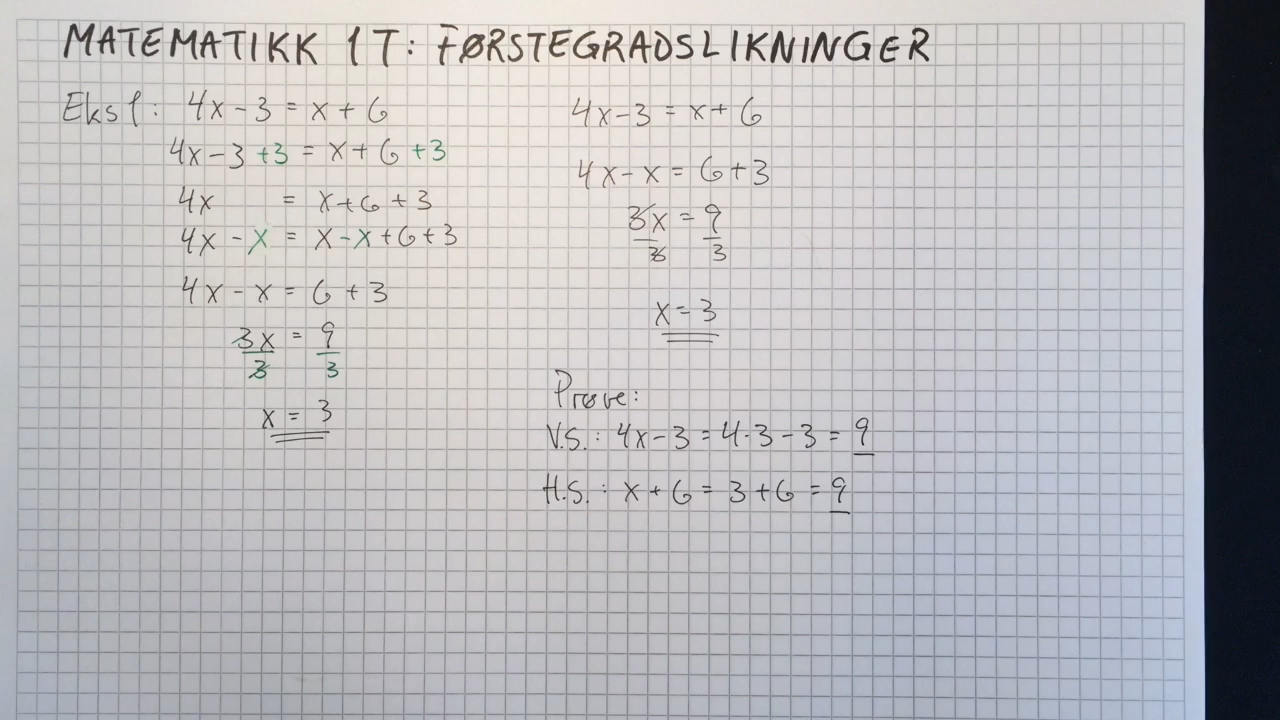 MATEMATIKK 1T: FØRSTEGRADSLIKNINGER
Eks 1: 4x - 3 = x + 6
4x - 3 + 3 = x + 6 + 3
4x = x + 6 + 3
4x - x = x - x + 6 + 3
4x - x = 6 + 3
3x = 9
3 3
x = 3
4x - 3 = x + 6
4x - x = 6 + 3
3x = 9
3 3
x = 3
Prøve:
V.S.: 4x - 3 = 4·3 - 3 = 9
H.S.: x + 6 = 3 + 6 = 9